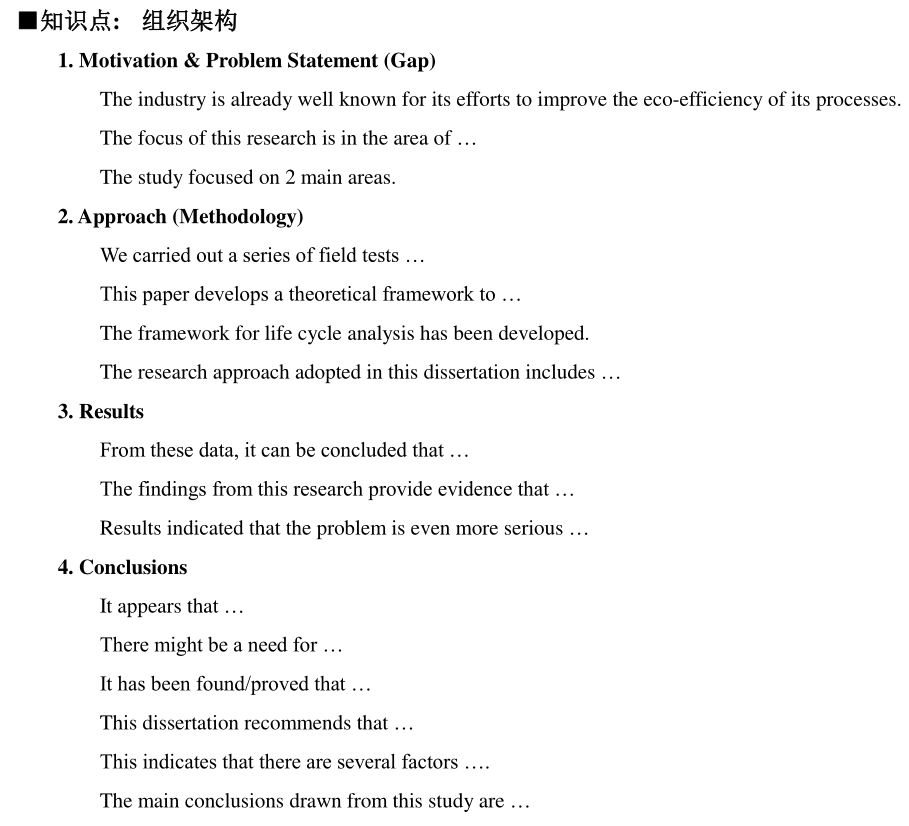 ■知识点： 组织架构
1. Motivation & Problem Statement (Gap)
The industry is already well known for its efforts to improve the eco-efficiency of its processes.
The focus of this research is in the area of …
The study focused on 2 main areas.
2. Approach (Methodology)
We carried out a series of field tests …
This paper develops a theoretical framework to …
The framework for life cycle analysis has been developed.
The research approach adopted in this dissertation includes …
3. Results
From these data, it can be concluded that …
The findings from this research provide evidence that …
Results indicated that the problem is even more serious …
4. Conclusions
It appears that …
There might be a need for …
It has been found/proved that …
This dissertation recommends that …
This indicates that there are several factors ….
The main conclusions drawn from this study are …